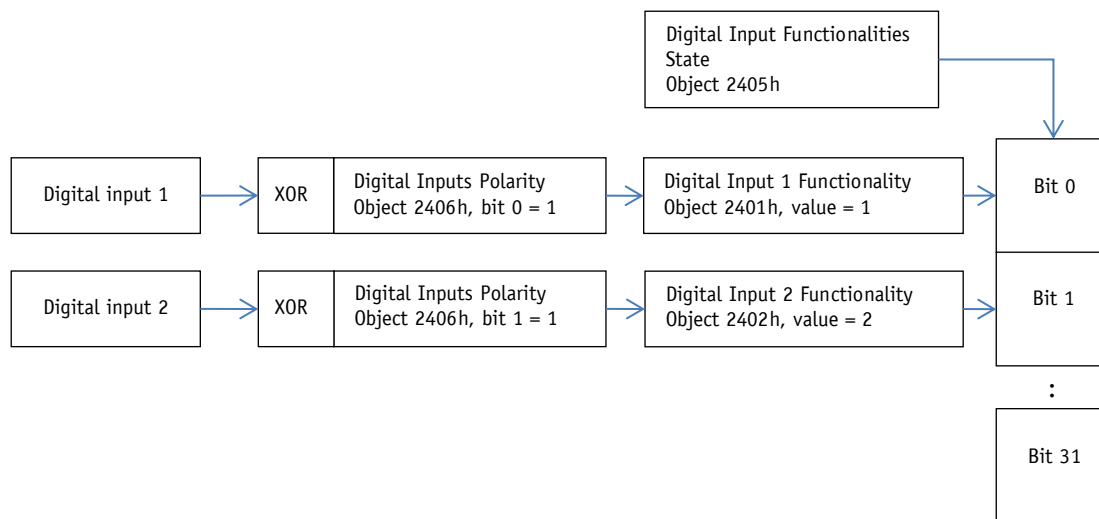 Digital Input Functionalities
State
Object 2405h
Digital input 1
XOR
Digital Inputs Polarity
Object 2406h, bit 0 = 1
Digital Input 1 Functionality
Object 2401h, value = 1
Bit 0
Digital input 2
XOR
Digital Inputs Polarity
Object 2406h, bit 1 = 1
Digital Input 2 Functionality
Object 2402h, value = 2
Bit 1
:
Bit 31